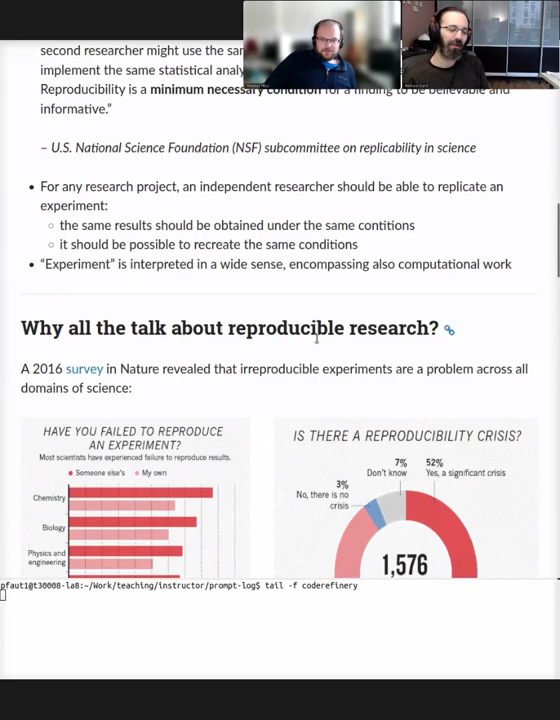 second researcher might use the sar
implement the same statistical analy
Reproducibility is a minimum necessary condition for a finding to be believable and
informative.”
– U.S. National Science Foundation (NSF) subcommittee on replicability in science
• For any research project, an independent researcher should be able to replicate an
experiment:
○ the same results should be obtained under the same contitions
○ it should be possible to recreate the same conditions
• “Experiment” is interpreted in a wide sense, encompassing also computational work
Why all the talk about reproducible research?
A 2016 survey in Nature revealed that irreproducible experiments are a problem across all
domains of science:
HAVE YOU FAILED TO REPRODUCE
AN EXPERIMENT?
Most scientists have experienced failure to reproduce results.
• Someone else's • My own
Chemistry
Biology
Physics and
engineering
IS THERE A REPRODUCIBILITY CRISIS?
7%
Don't know
52%
Yes, a significant crisis
3%
No, there is no
crisis
1,576
pfaut1@t30008-la8:~/Work/teaching/instructor/prompt-log$ tail -f coderefinery